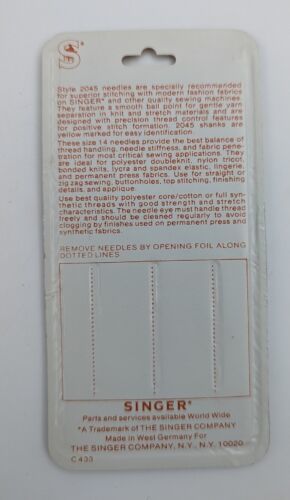 S®
Style 2045 needles are specially recommended
for superior stitching with modern fashion fabrics
on SINGER* and other quality sewing machines.
They feature a smooth ball point for gentle yarn
separation in knit and stretch materials and are
designed with precision thread control features
for positive stitch formation. 2045 shanks are
yellow marked for easy identification.
These size 14 needles provide the best balance of
thread handling, needle stiffness, and fabric pene-
tration for most critical sewing applications. They
are ideal for polyester doubleknit, nylon tricot,
bonded knits, lycra and spandex elastic, lingerie,
and permanent press fabrics. Use for straight or
zig zag sewing, buttonholes, top stitching, finishing
details, and applique.
Use best quality polyester core/cotton or full syn-
thetic threads with good strength and stretch
characteristics. The needle eye must handle thread
freely and should be cleaned regularly to avoid
clogging by finishes used on permanent press and
synthetic fabrics.
REMOVE NEEDLES BY OPENING FOIL ALONG
DOTTED LINES
SINGER*
Parts and services available World Wide
*A Trademark of THE SINGER COMPANY
Made in West Germany For
THE SINGER COMPANY, N.Y., N.Y. 10020
C 433